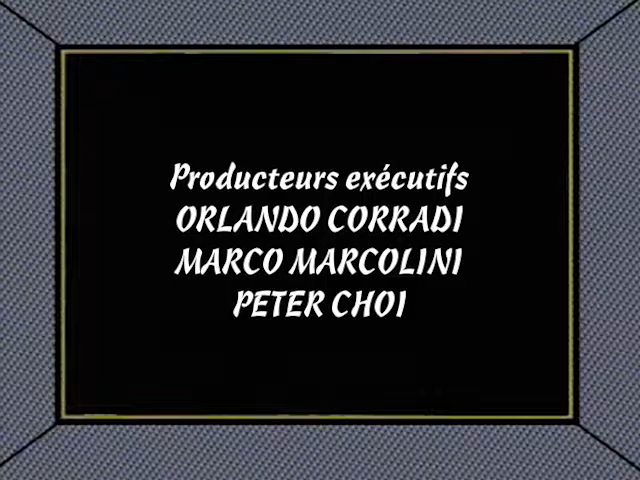 Producteurs exécutifs
ORLANDO CORRADI
MARCO MARCOLINI
PETER CHOI